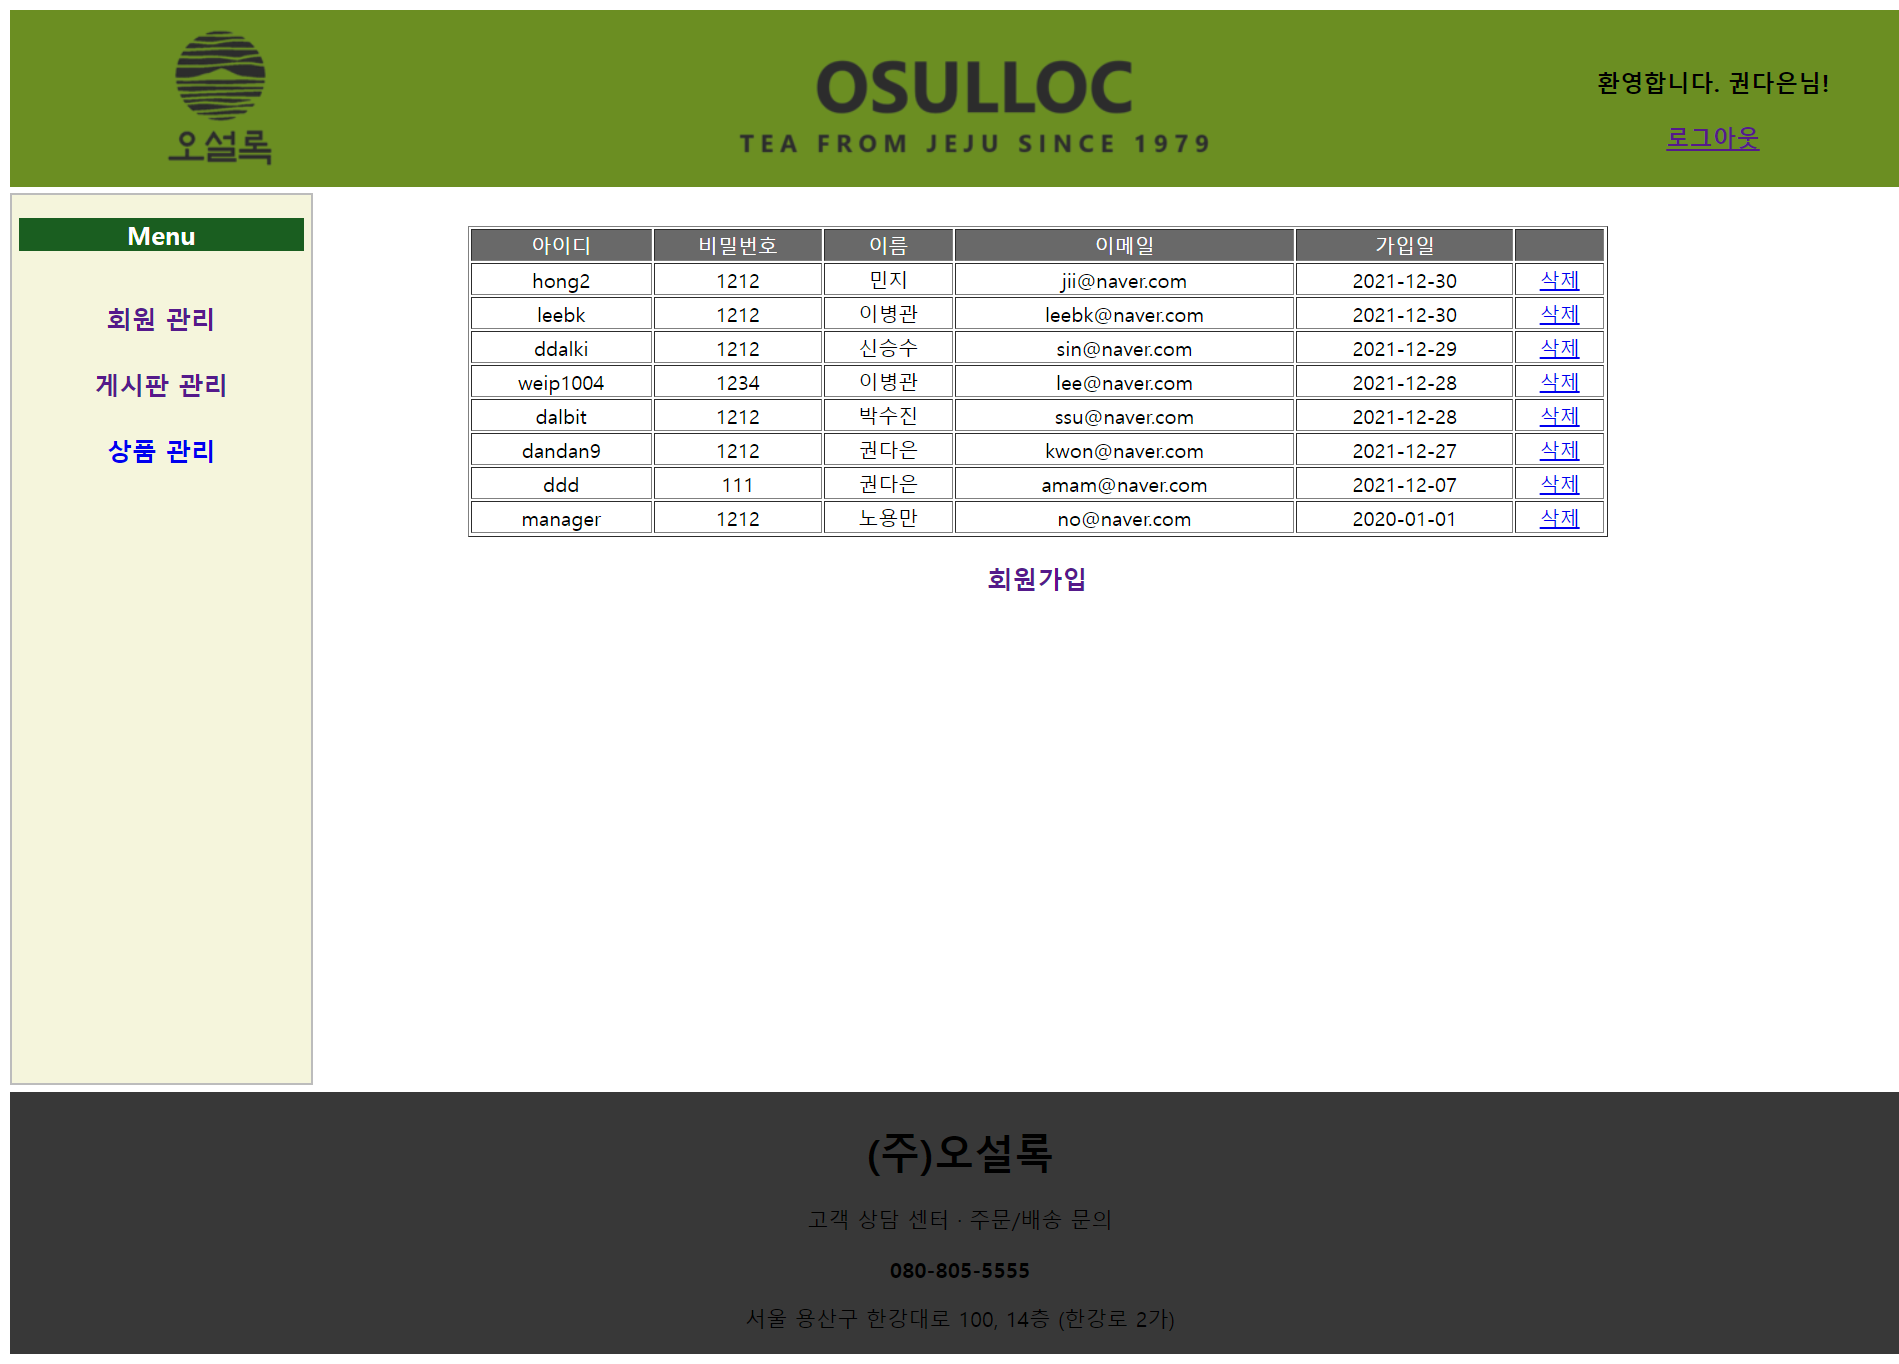 오설록
OSULLOC
TEA FROM JEJU SINCE 1979
환영합니다. 권다은님!
로그아웃
Menu
회원 관리
게시판 관리
상품 관리
아이디 비밀번호 이름 이메일 가입일
hong2 1212 민지 jii@naver.com 2021-12-30 삭제
leebk 1212 이병관 leebk@naver.com 2021-12-30 삭제
ddalki 1212 신승수 sin@naver.com 2021-12-29 삭제
weip1004 1234 이병관 lee@naver.com 2021-12-28 삭제
dalbit 1212 박수진 ssu@naver.com 2021-12-28 삭제
dandan9 1212 권다은 kwon@naver.com 2021-12-27 삭제
ddd 111 권다은 amam@naver.com 2021-12-07 삭제
manager 1212 노용만 no@naver.com 2020-01-01 삭제
회원가입
(주)오설록
고객 상담 센터 · 주문/배송 문의
080-805-5555
서울 용산구 한강대로 100, 14층 (한강로 2가)